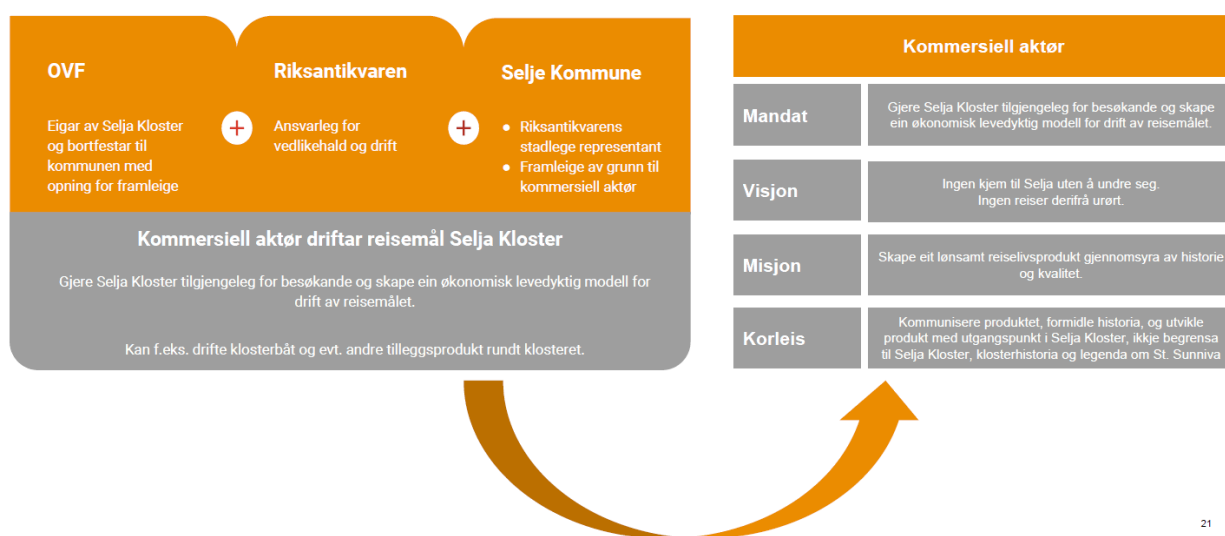 OVF
Eigar av Selja Kloster
og bortfestar til
kommunen med
opning for framleige
+
Riksantikvaren
Ansvarleg for
vedlikehald og drift
+
Selje Kommune
● Riksantikvarens
stadlege representant
● Framleige av grunn til
kommersiell aktør
Kommersiell aktør driftar reisemål Selja Kloster
Gjere Selja Kloster tilgjengeleg for besøkande og skape ein økonomisk levedyktig modell for
drift av reisemålet.
Kan f.eks. drifte klosterbåt og evt. andre tilleggsprodukt rundt klosteret.
Kommersiell aktør
Mandat
Gjere Selja Kloster tilgjengeleg for besøkande og skape
ein økonomisk levedyktig modell for drift av reisemålet.
Visjon
Ingen kjem til Selja uten å undre seg.
Ingen reiser derifrå urørt.
Misjon
Skape eit lønsamt reiselivsprodukt gjennomsyra av historie
og kvalitet.
Korleis
Kommunisere produktet, formidle historia, og utvikle
produkt med utgangspunkt i Selja Kloster, ikkje begrensa
til Selja Kloster, klosterhistoria og legenda om St. Sunniva
21